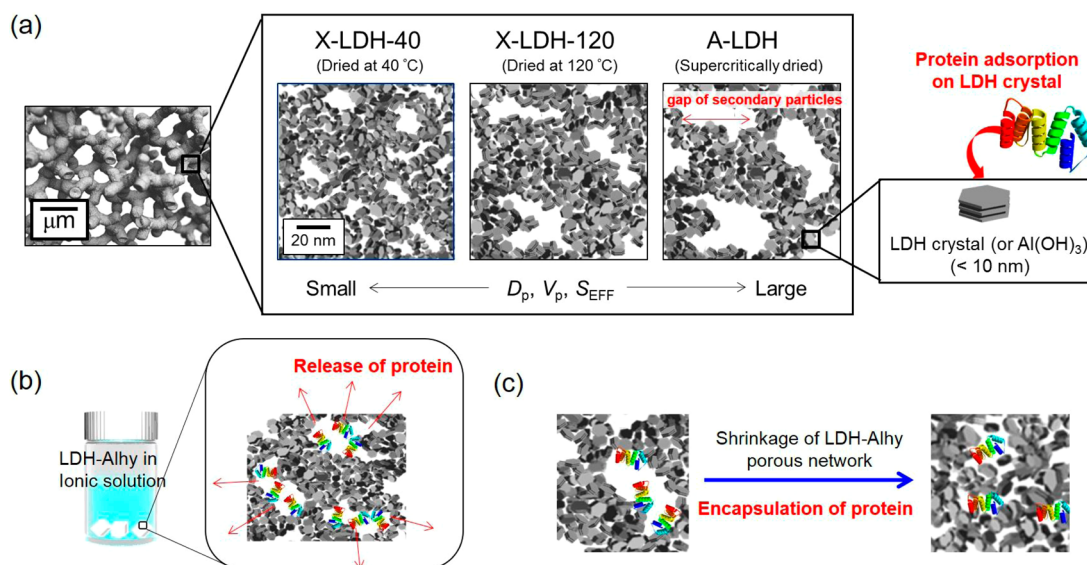 (a)
X-LDH-40
(Dried at 40 ˚C)
X-LDH-120
(Dried at 120 ˚C)
A-LDH
(Supercritically dried)
gap of secondary particles
μm
20 nm
Small
Dp, Vp, SEFF
Large
Protein adsorption
on LDH crystal
LDH crystal (or Al(OH)3)
(< 10 nm)
(b)
LDH-Alhy in
Ionic solution
Release of protein
(c)
Shrinkage of LDH-Alhy
porous network
Encapsulation of protein